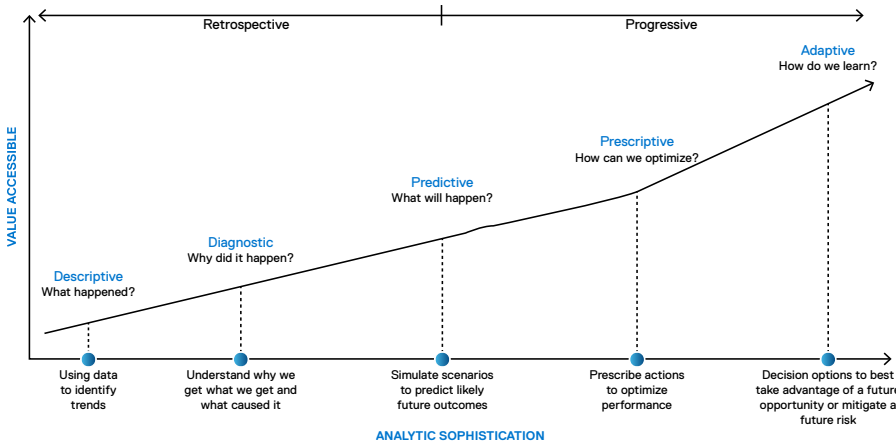 Retrospective
Progressive
Adaptive
How do we learn?
Prescriptive
How can we optimize?
Predictive
What will happen?
Diagnostic
Why did it happen?
Descriptive
What happened?
VALUE ACCESSIBLE
Using data
to identify
trends
Understand why we
get what we get and
what caused it
Simulate scenarios
to predict likely
future outcomes
Prescribe actions
to optimize
performance
Decision options to best
take advantage of a future
opportunity or mitigate a
future risk
ANALYTIC SOPHISTICATION